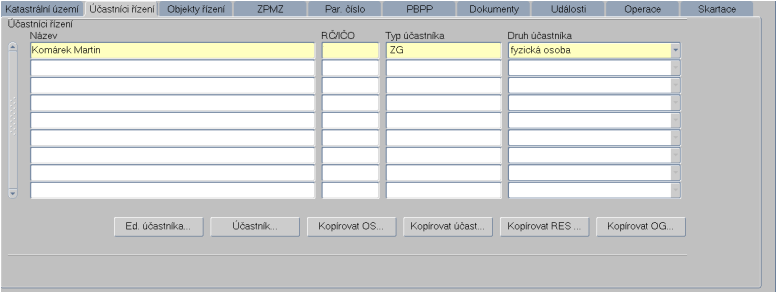 Katastrální území Účastníci řízení Objekty řízení ZPMZ Par. číslo PBPP Dokumenty Události Operace Skartace
Účastníci řízení
Název RČ/IČO Typ účastníka Druh účastníka
Komárek Martin ZG fyzická osoba
Ed. účastníka... Účastník... Kopírovat OS... Kopírovat účast... Kopírovat RES ... Kopírovat OG...